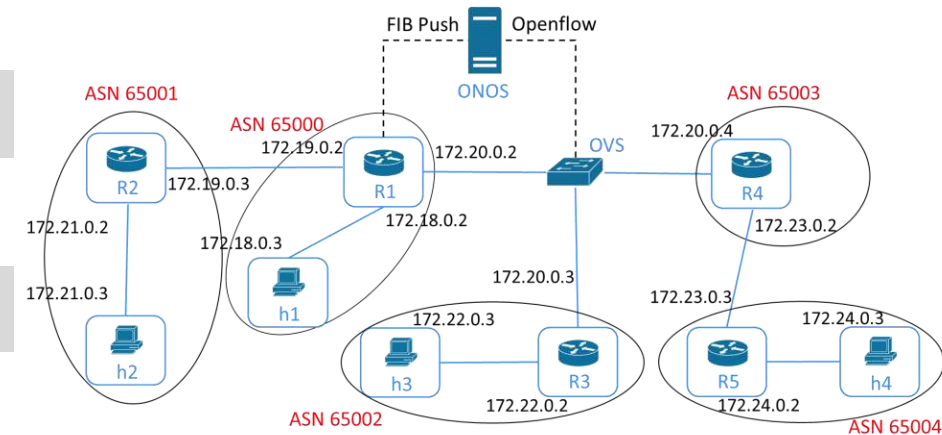 FIB Push
Openflow
ONOS
ASN 65001
ASN 65000
ASN 65003
172.19.0.2
172.20.0.2
OVS
172.20.0.4
R2
172.19.0.3
R1
R4
172.18.0.2
172.21.0.2
172.18.0.3
172.23.0.2
172.20.0.3
172.21.0.3
172.23.0.3
h1
172.22.0.3
172.24.0.3
h2
h3
R3
R5
h4
172.22.0.2
172.24.0.2
ASN 65002
ASN 65004